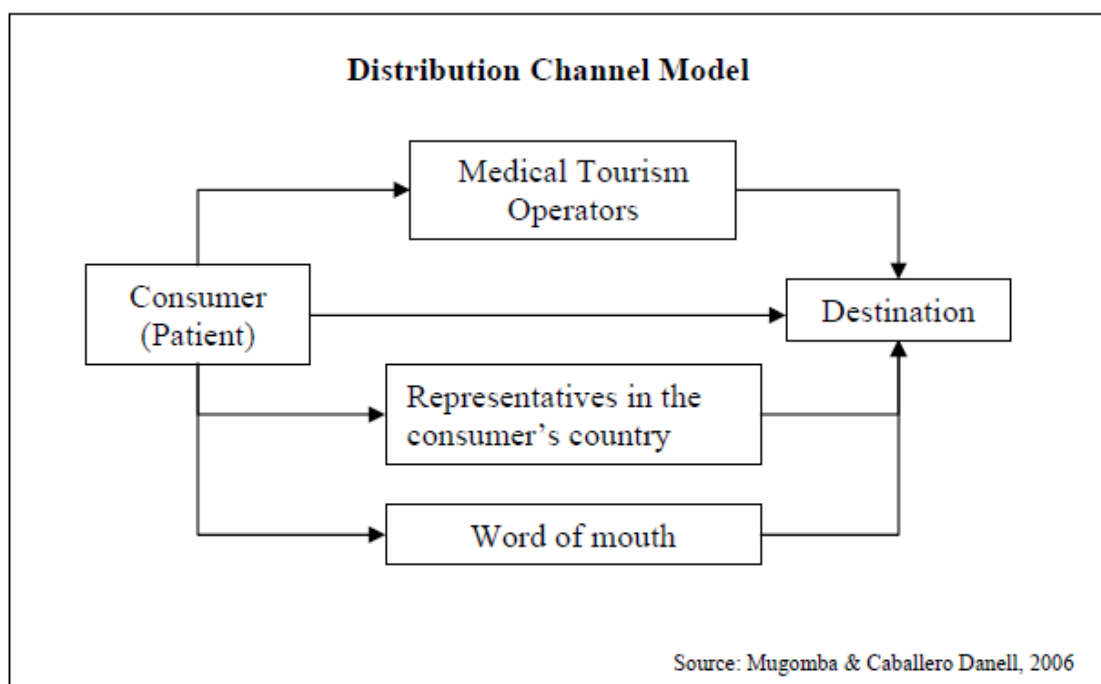 Distribution Channel Model
Medical Tourism
Operators
Consumer
(Patient)
Destination
Representatives in the
consumer's country
Word of mouth
Source: Mugomba & Caballero Danell, 2006